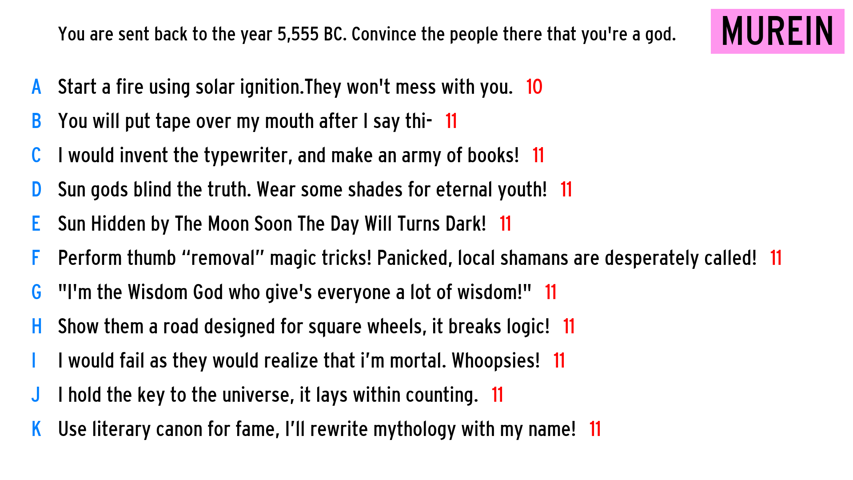 You are sent back to the year 5,555 BC. Convince the people there that you're a god.
MUREIN
A Start a fire using solar ignition.They won't mess with you. 10
B You will put tape over my mouth after I say thi- 11
C I would invent the typewriter, and make an army of books! 11
D Sun gods blind the truth. Wear some shades for eternal youth! 11
E Sun Hidden by The Moon Soon The Day Will Turns Dark! 11
F Perform thumb “removal” magic tricks! Panicked, local shamans are desperately called! 11
G "I'm the Wisdom God who give's everyone a lot of wisdom!" 11
H Show them a road designed for square wheels, it breaks logic! 11
I I would fail as they would realize that i’m mortal. Whoopsies! 11
J I hold the key to the universe, it lays within counting. 11
K Use literary canon for fame, I’ll rewrite mythology with my name! 11